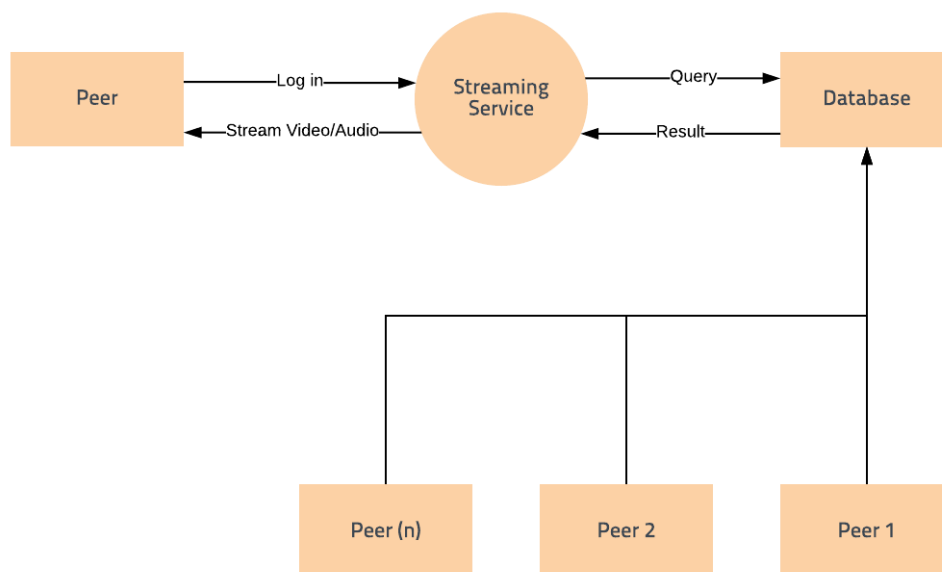 Peer
Log in
Stream Video/Audio
Streaming
Service
Query
Result
Database
Peer (n)
Peer 2
Peer 1